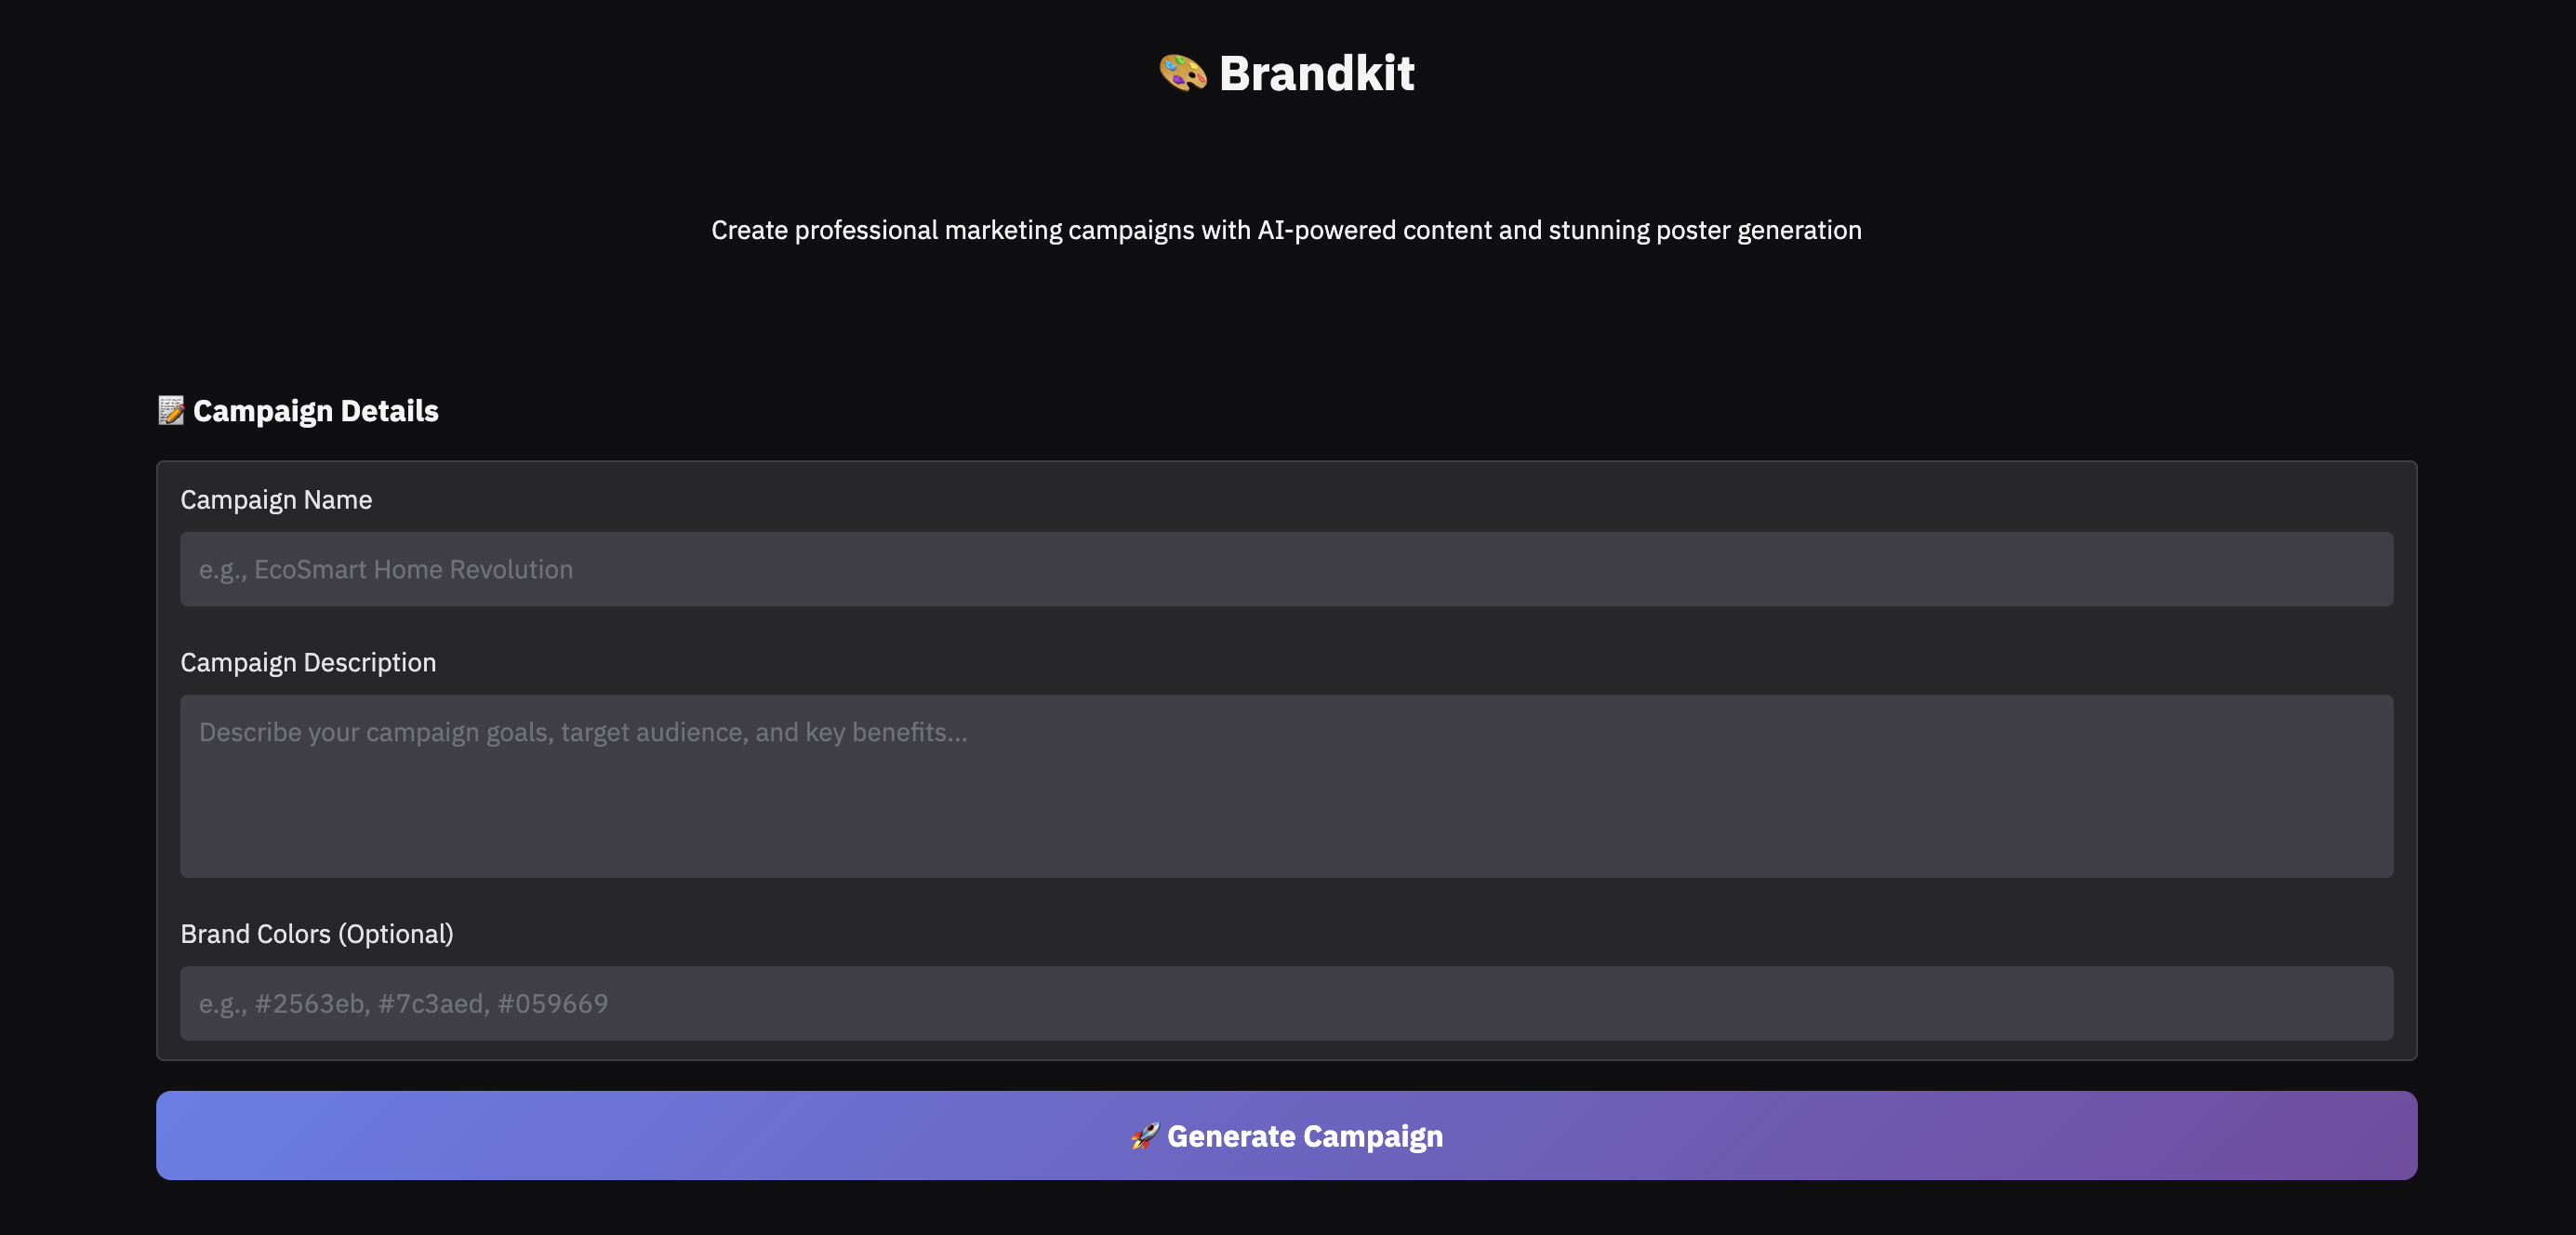 🎨 Brandkit
Create professional marketing campaigns with AI-powered content and stunning poster generation
📝 Campaign Details
Campaign Name
e.g., EcoSmart Home Revolution
Campaign Description
Describe your campaign goals, target audience, and key benefits...
Brand Colors (Optional)
e.g., #2563eb, #7c3aed, #059669
🚀 Generate Campaign